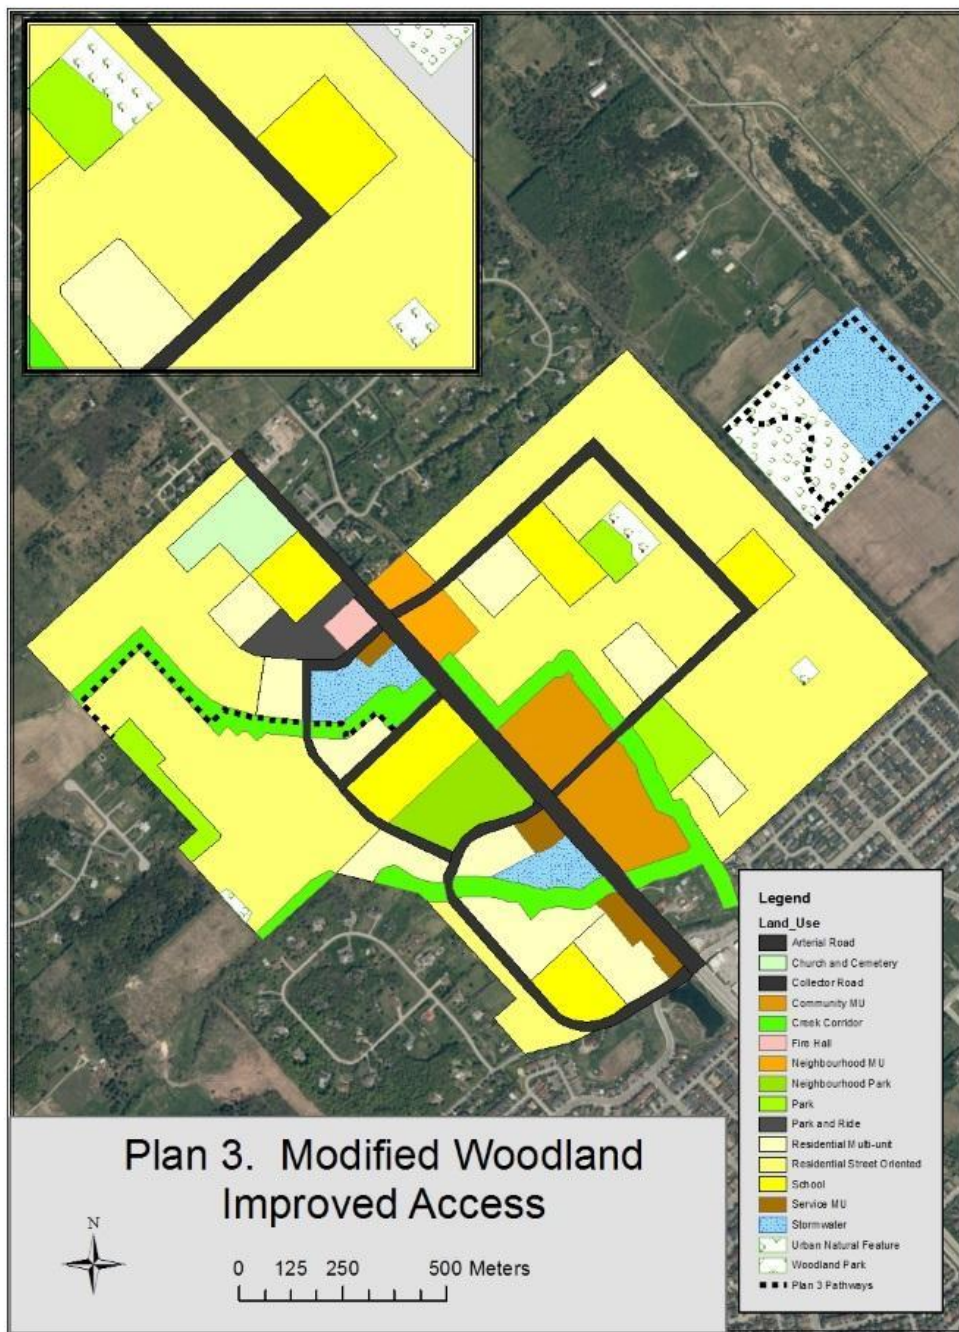 Legend
Land_Use
Arterial Road
Church and Cemetery
Collector Road
Community MU
Creek Corridor
Fire Hall
Neighbourhood MU
Neighbourhood Park
Park
Park and Ride
Residential Multi-unit
Residential Street Oriented
School
Service MU
Stormwater
Urban Natural Feature
Woodland Park
Plan 3 Pathways
Plan 3. Modified Woodland
Improved Access
N
0 125 250 500 Meters